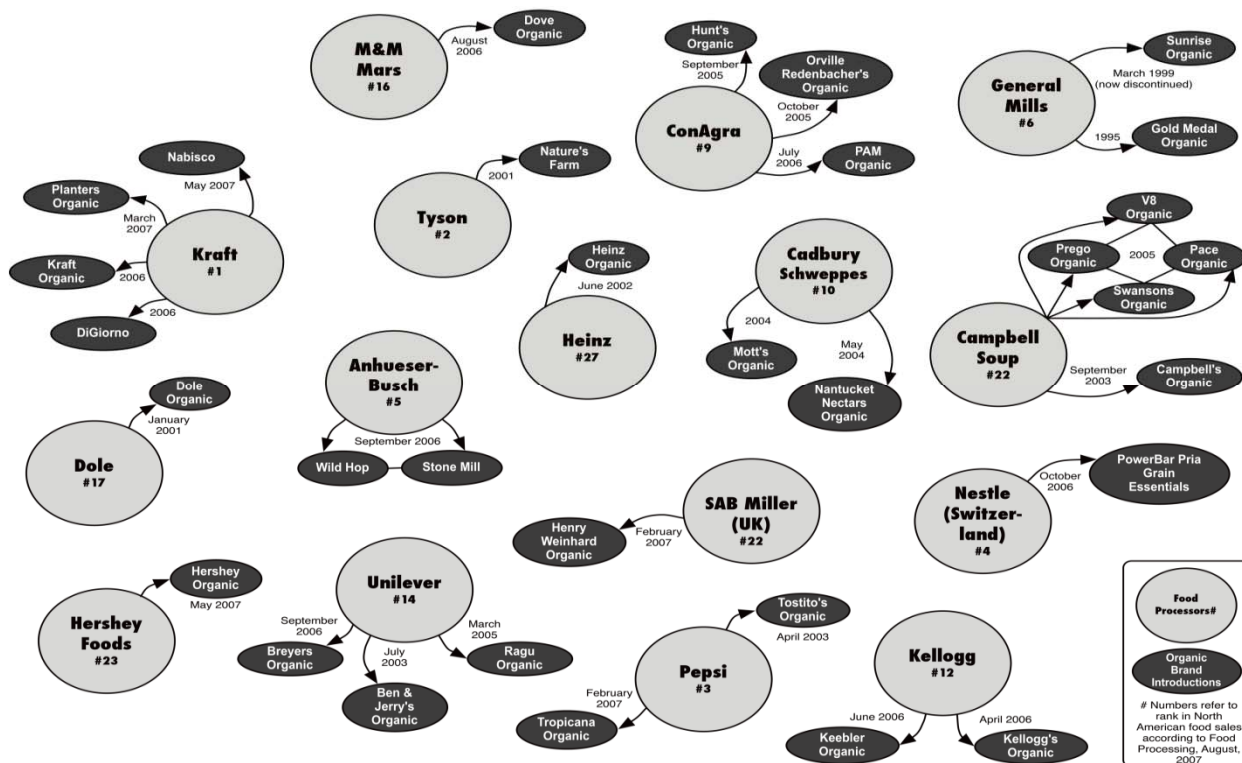 M&M
Mars
#16
August
2006
Dove
Organic
Hunt's
Organic
September
2005
Orville
Redenbacher's
Organic
October
2005
ConAgra
#9
July
2006
PAM
Organic
General
Mills
#6
Sunrise
Organic
March 1999
(now discontinued)
1995
Gold Medal
Organic
Nabisco
May 2007
Planters
Organic
March
2007
Kraft
#1
Kraft
Organic
2006
2006
DiGiorno
Tyson
#2
2001
Nature's
Farm
Heinz
Organic
June 2002
Heinz
#27
Cadbury
Schweppes
#10
2004
Mott's
Organic
May
2004
Nantucket
Nectars
Organic
V8
Organic
Prego
Organic
2005
Pace
Organic
Swansons
Organic
Campbell
Soup
#22
September
2003
Campbell's
Organic
Dole
Organic
January
2001
Dole
#17
Anhueser-
Busch
#5
September 2006
Wild Hop
Stone Mill
SAB Miller
(UK)
#22
February
2007
Henry
Weinhard
Organic
Nestle
(Switzer-
land)
#4
October
2006
PowerBar Pria
Grain
Essentials
Hershey
Organic
May 2007
Hershey
Foods
#23
Unilever
#14
September
2006
Breyers
Organic
July
2003
Ben &
Jerry's
Organic
March
2005
Ragu
Organic
Tostito's
Organic
April 2003
Pepsi
#3
February
2007
Tropicana
Organic
Kellogg
#12
June 2006
Keebler
Organic
April 2006
Kellogg's
Organic
Food
Processors#
Organic
Brand
Introductions
# Numbers refer to
rank in North
American food sales
according to Food
Processing, August,
2007